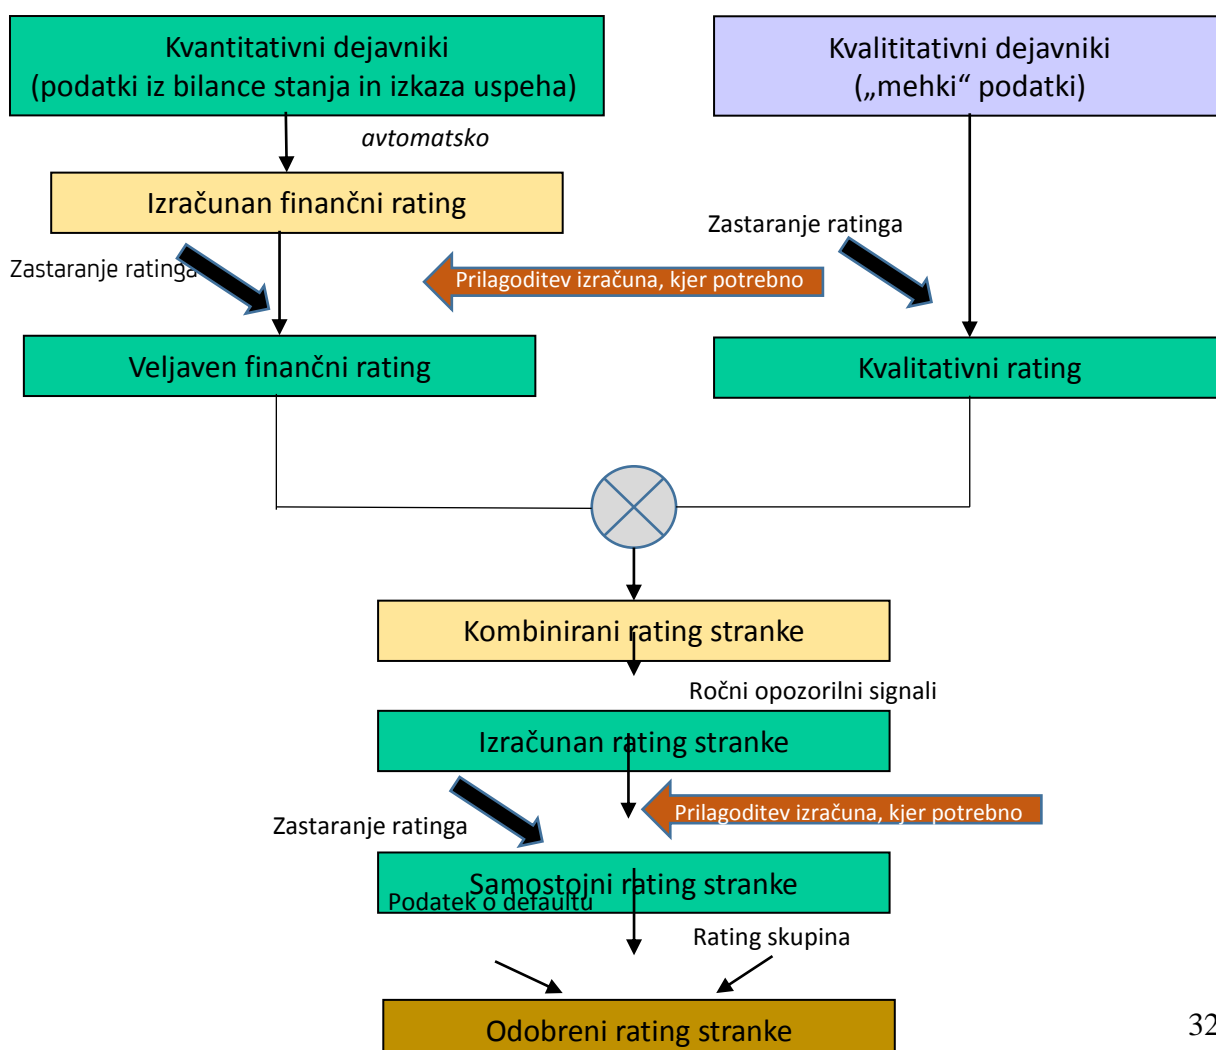 Kvantitativni dejavniki
(podatki iz bilance stanja in izkaza uspeha)
Kvalititativni dejavniki
(„mehki“ podatki)
avtomatsko
Izračunan finančni rating
Zastaranje ratinga
Zastaranje ratinga
Prilagoditev izračuna, kjer potrebno
Veljaven finančni rating
Kvalitativni rating
Kombinirani rating stranke
Ročni opozorilni signali
Izračunan rating stranke
Prilagoditev izračuna, kjer potrebno
Zastaranje ratinga
Samostojni rating stranke
Podatek o defaultu
Rating skupina
Odobreni rating stranke
32